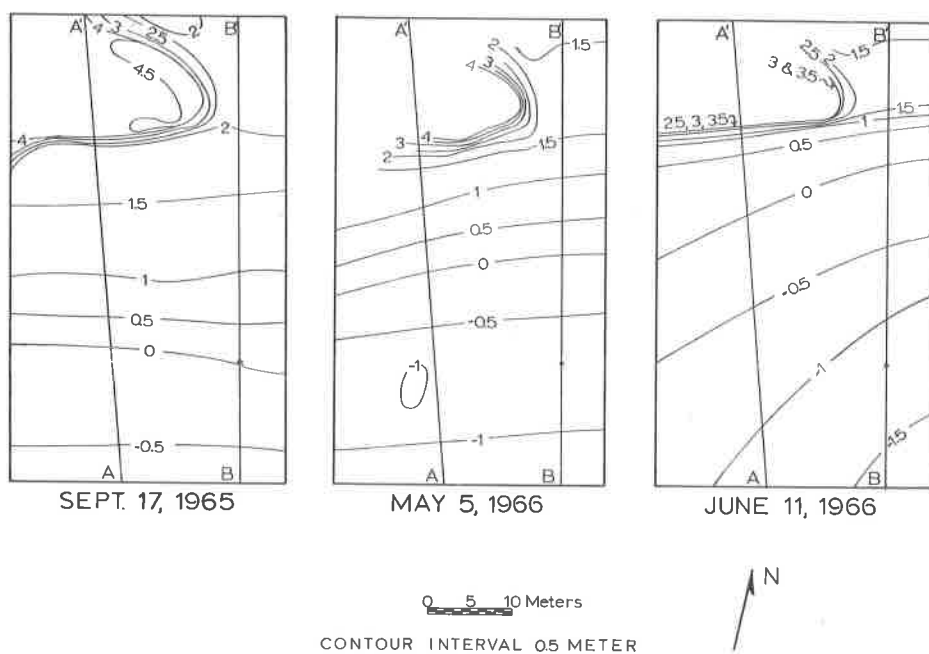 A' 4 3 2.5 2 B'
4.5
4 2
1.5
1
0.5
0
-0.5
A B
SEPT. 17, 1965
A' B'
2 1.5
4 3
3 4
2 1.5
1
0.5
0
-0.5
-1
-1
A B
MAY 5, 1966
A' B'
2.5 2 1.5
3 & 3.5
2.5, 3, 3.5 1.5
1
0.5
0
-0.5
-1
-1.5
A B
JUNE 11, 1966
N
0 5 10 Meters
CONTOUR INTERVAL 0.5 METER